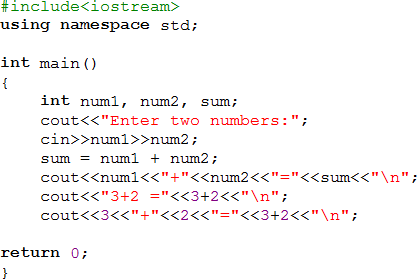 #include<iostream>
using namespace std;
int main()
{
int num1, num2, sum;
cout<<"Enter two numbers:";
cin>>num1>>num2;
sum = num1 + num2;
cout<<num1<<"+"<<num2<<"="<<sum<<"\n";
cout<<"3+2 ="<<3+2<<"\n";
cout<<3<<"+"<<2<<"="<<3+2<<"\n";
return 0;
}